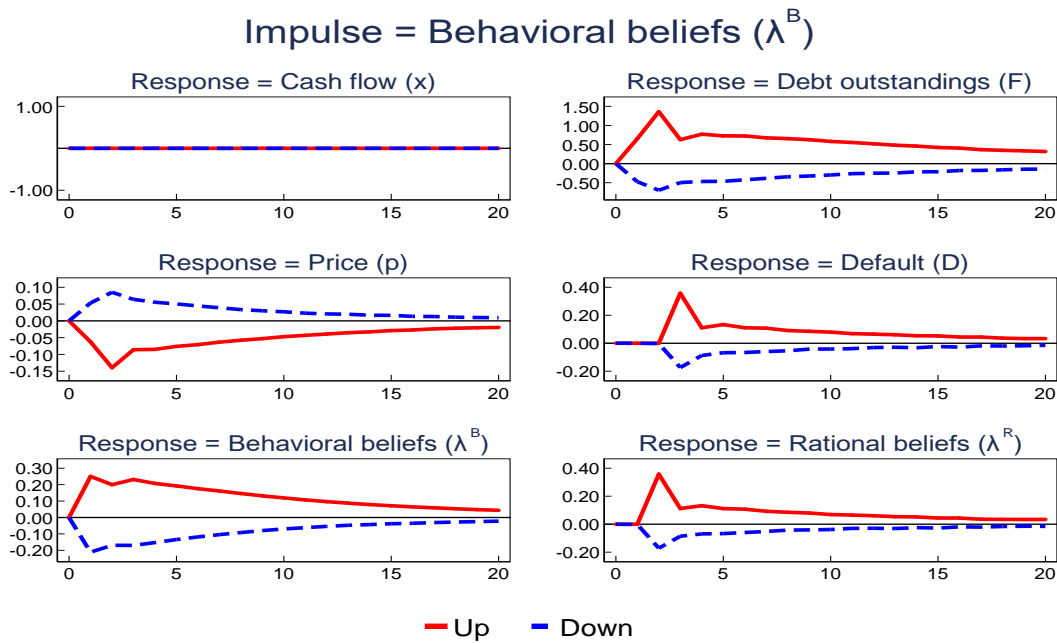 Impulse = Behavioral beliefs (λ^B)
Response = Cash flow (x)
1.00
-1.00
0 5 10 15 20
Response = Debt outstandings (F)
1.50
1.00
0.50
0.00
-0.50
0 5 10 15 20
Response = Price (p)
0.10
0.05
0.00
-0.05
-0.10
-0.15
0 5 10 15 20
Response = Default (D)
0.40
0.20
0.00
-0.20
0 5 10 15 20
Response = Behavioral beliefs (λ^B)
0.30
0.20
0.10
0.00
-0.10
-0.20
0 5 10 15 20
Response = Rational beliefs (λ^R)
0.40
0.20
0.00
-0.20
0 5 10 15 20
Up Down